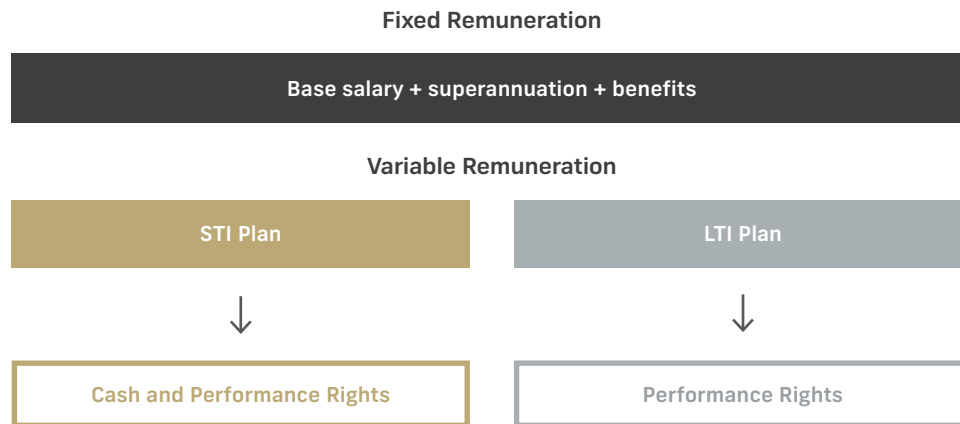 Fixed Remuneration
Base salary + superannuation + benefits
Variable Remuneration
STI Plan
LTI Plan
Cash and Performance Rights
Performance Rights